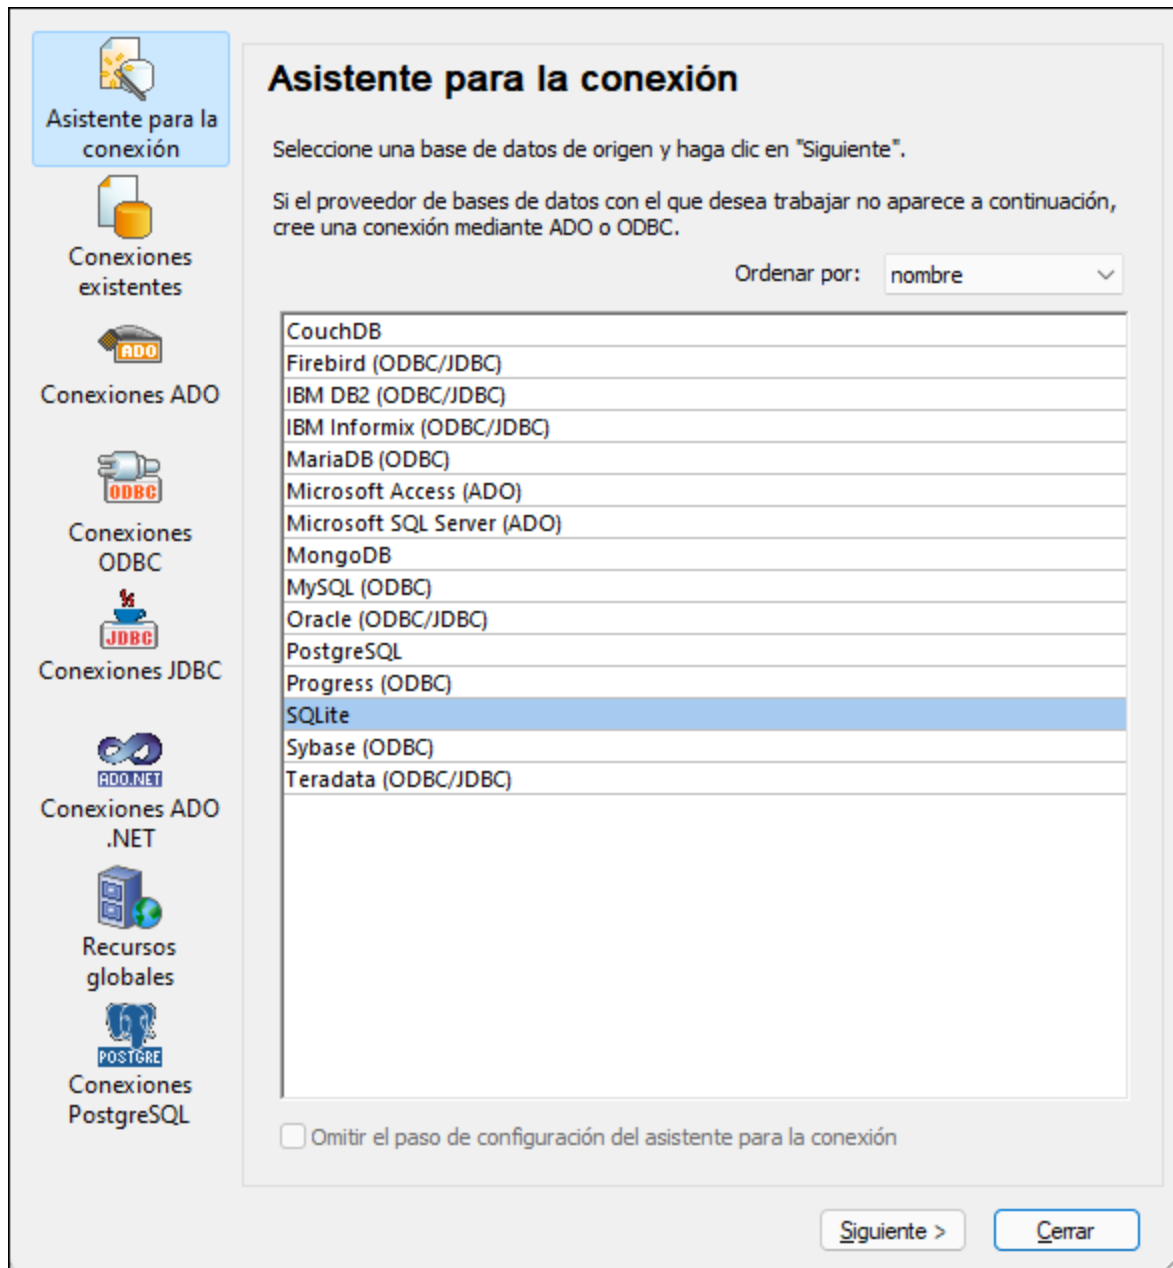 Asistente para la
conexión
Conexiones
existentes
ADO
Conexiones ADO
ODBC
Conexiones
ODBC
JDBC
Conexiones JDBC
ADO.NET
Conexiones ADO
.NET
Recursos
globales
POSTGRE
Conexiones
PostgreSQL
Asistente para la conexión
Seleccione una base de datos de origen y haga clic en "Siguiente".
Si el proveedor de bases de datos con el que desea trabajar no aparece a continuación,
cree una conexión mediante ADO o ODBC.
Ordenar por: nombre
CouchDB
Firebird (ODBC/JDBC)
IBM DB2 (ODBC/JDBC)
IBM Informix (ODBC/JDBC)
MariaDB (ODBC)
Microsoft Access (ADO)
Microsoft SQL Server (ADO)
MongoDB
MySQL (ODBC)
Oracle (ODBC/JDBC)
PostgreSQL
Progress (ODBC)
SQLite
Sybase (ODBC)
Teradata (ODBC/JDBC)
Omitir el paso de configuración del asistente para la conexión
Siguiente > Cerrar